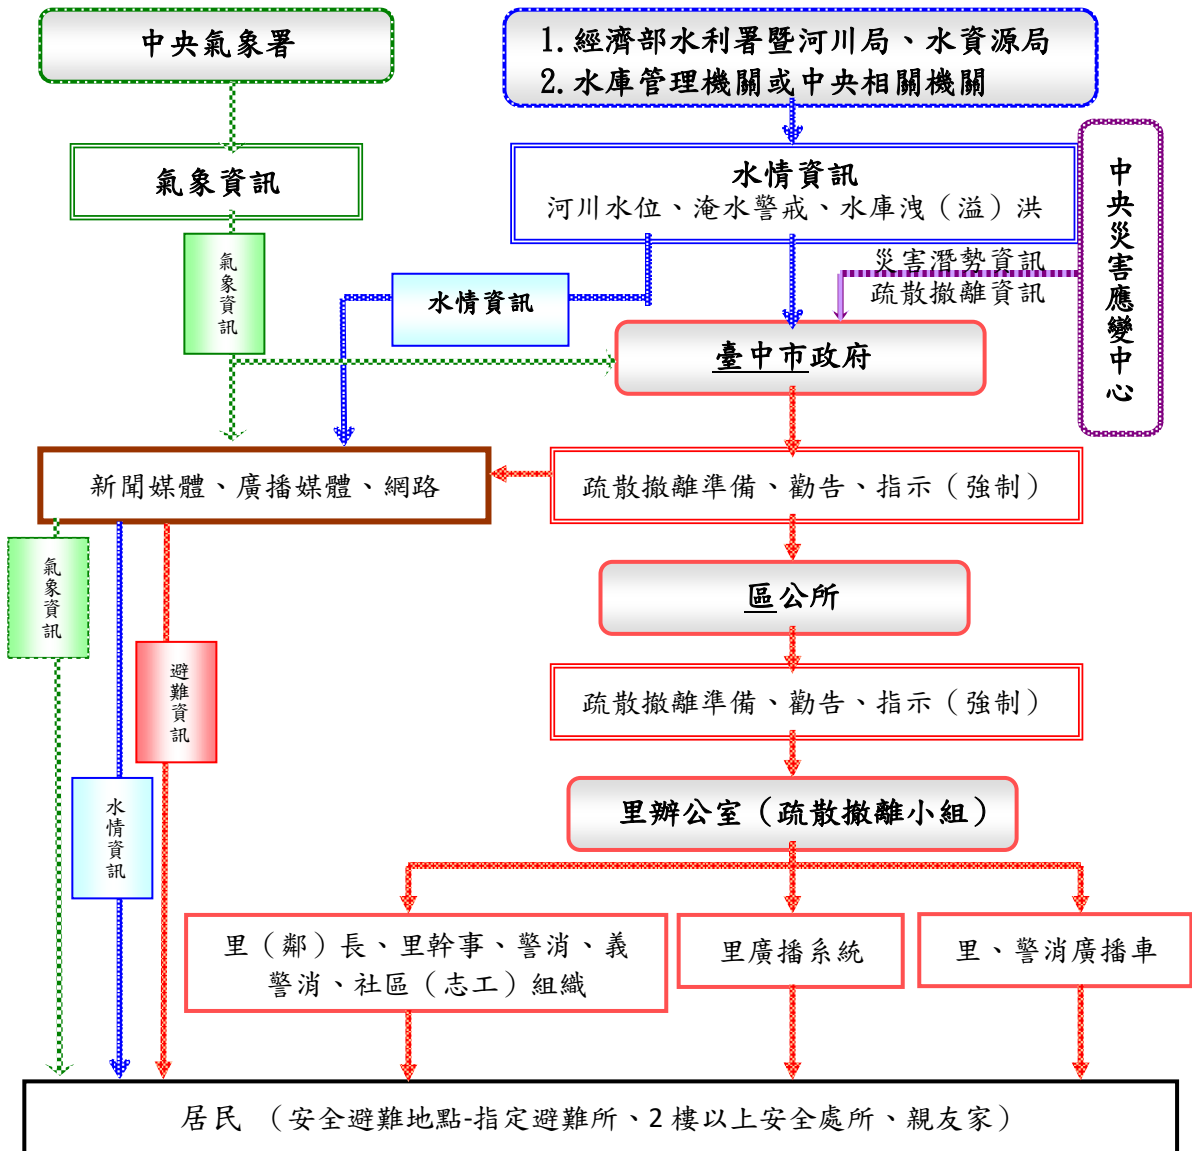 中央氣象署
1. 經濟部水利署暨河川局、水資源局
2. 水庫管理機關或中央相關機關
氣象資訊
水情資訊
河川水位、淹水警戒、水庫洩（溢）洪
中央災害應變中心
氣象資訊
水情資訊
災害潛勢資訊
疏散撤離資訊
臺中市政府
新聞媒體、廣播媒體、網路
疏散撤離準備、勸告、指示（強制）
氣象資訊
區公所
避難資訊
疏散撤離準備、勸告、指示（強制）
水情資訊
里辦公室（疏散撤離小組）
里（鄰）長、里幹事、警消、義
警消、社區（志工）組織
里廣播系統
里、警消廣播車
居民 （安全避難地點-指定避難所、2 樓以上安全處所、親友家）